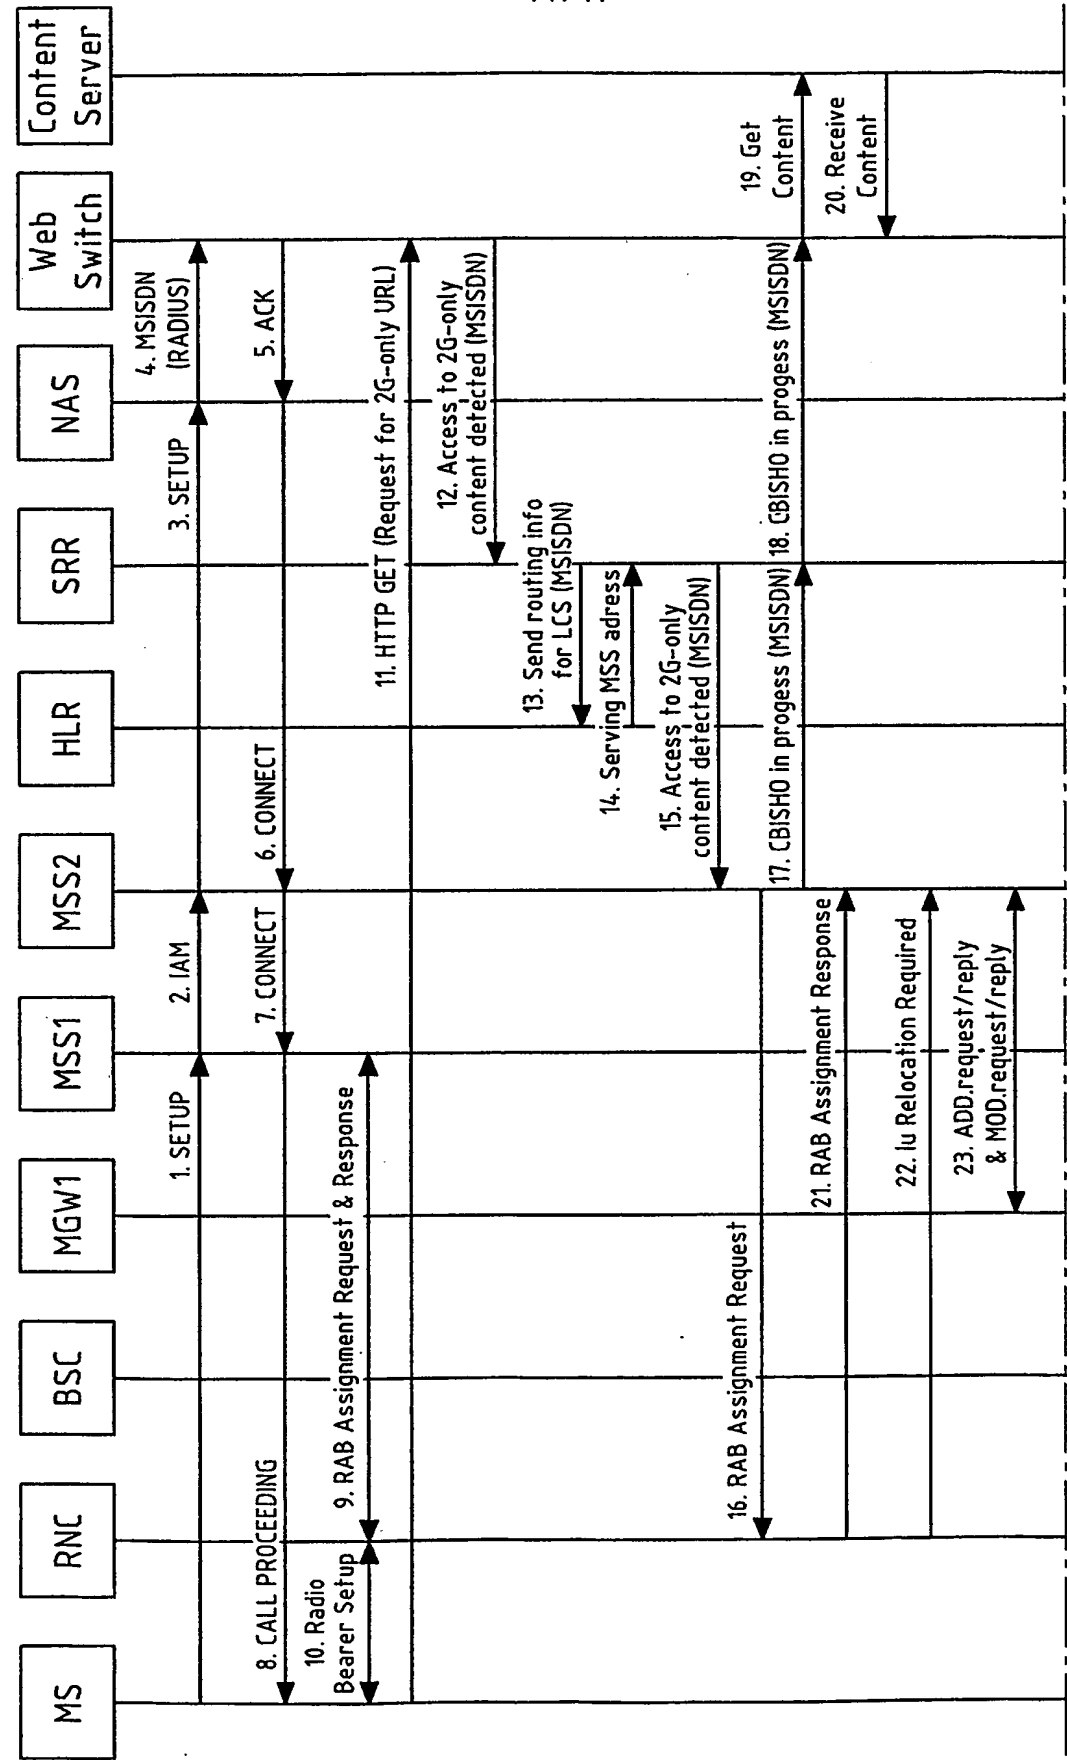 MS
RNC
BSC
MGW1
MSS1
MSS2
HLR
SRR
NAS
Web
Switch
Content
Server
1. SETUP
2. IAM
3. SETUP
4. MSISDN
(RADIUS)
5. ACK
6. CONNECT
7. CONNECT
8. CALL PROCEEDING
9. RAB Assignment Request & Response
10. Radio
Bearer Setup
11. HTTP GET (Request for 2G-only URL)
12. Access to 2G-only
content detected (MSISDN)
13. Send routing info
for LCS (MSISDN)
14. Serving MSS adress
15. Access to 2G-only
content detected (MSISDN)
16. RAB Assignment Request
17. CBISHO in progess (MSISDN)
18. CBISHO in progess (MSISDN)
19. Get
Content
20. Receive
Content
21. RAB Assignment Response
22. Iu Relocation Required
23. ADD.request/reply
& MOD.request/reply